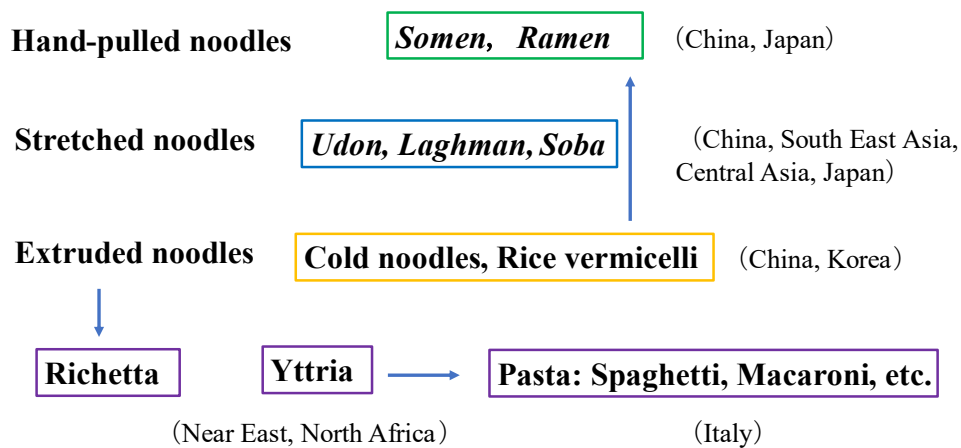 Hand-pulled noodles Somen, Ramen （China, Japan）
Stretched noodles Udon, Laghman, Soba （China, South East Asia,
Central Asia, Japan）
Extruded noodles Cold noodles, Rice vermicelli （China, Korea）
Richetta Yttria Pasta: Spaghetti, Macaroni, etc.
（Near East, North Africa） （Italy）